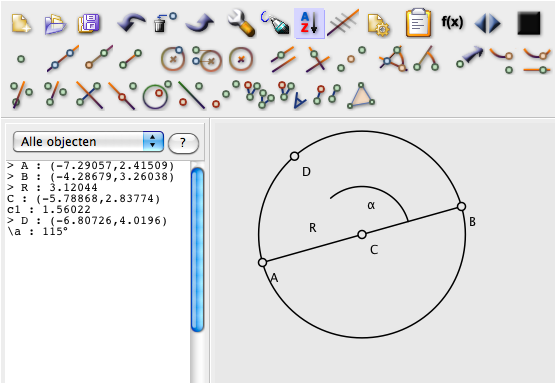 A
Z
f(x)
Alle objecten
?
> A : (-7.29057,2.41509)
> B : (-4.28679,3.26038)
> R : 3.12044
C : (-5.78868,2.83774)
c1 : 1.56022
> D : (-6.80726,4.0196)
\a : 115°
D
α
R
B
C
A